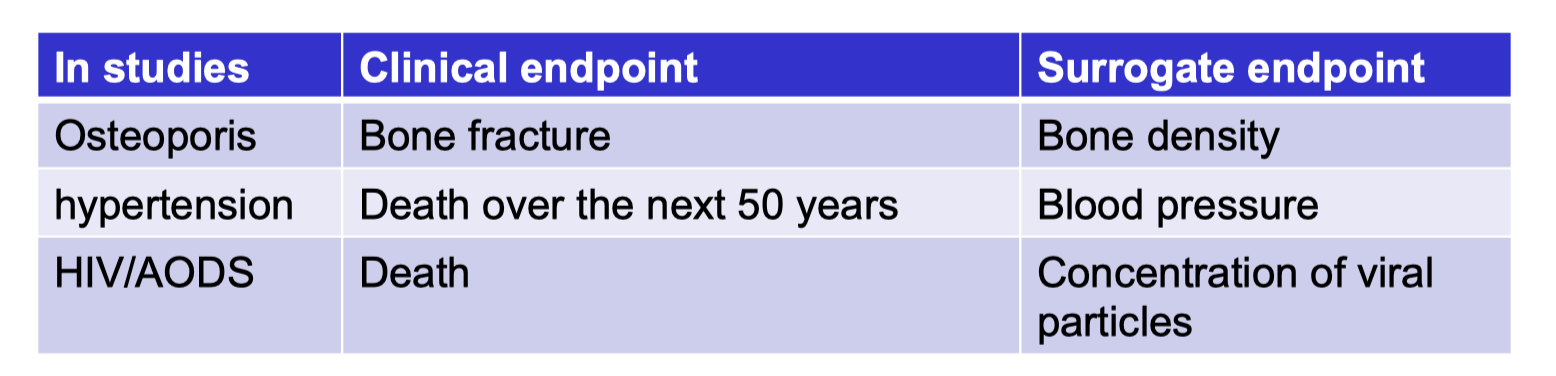 In studies Clinical endpoint Surrogate endpoint
Osteoporis Bone fracture Bone density
hypertension Death over the next 50 years Blood pressure
HIV/AODS Death Concentration of viral
particles